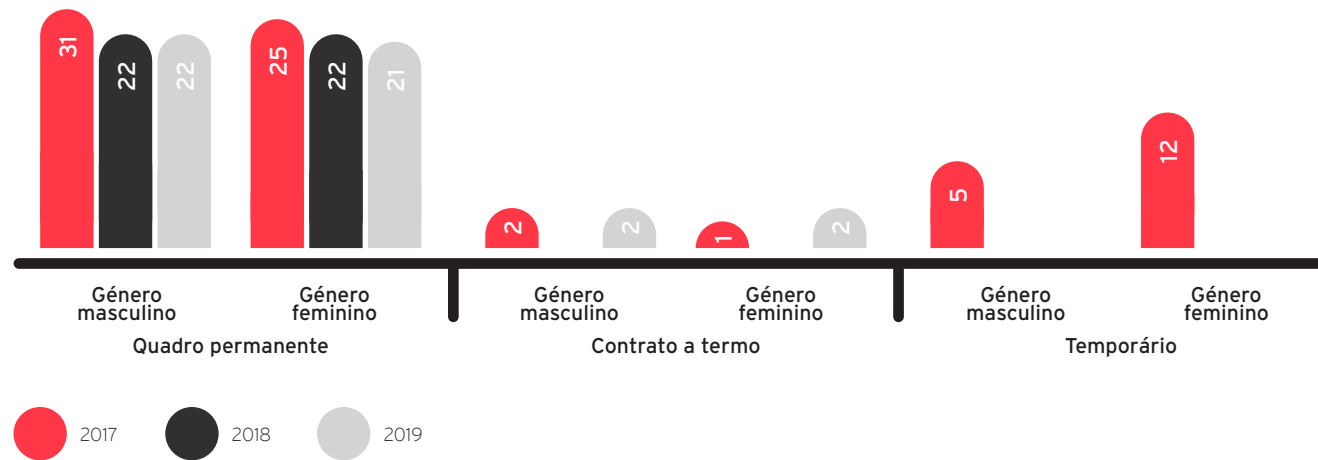 31
22
22
25
22
21
2
2
1
2
5
12
Género
masculino
Género
feminino
Género
masculino
Género
feminino
Género
masculino
Género
feminino
Quadro permanente
Contrato a termo
Temporário
2017
2018
2019